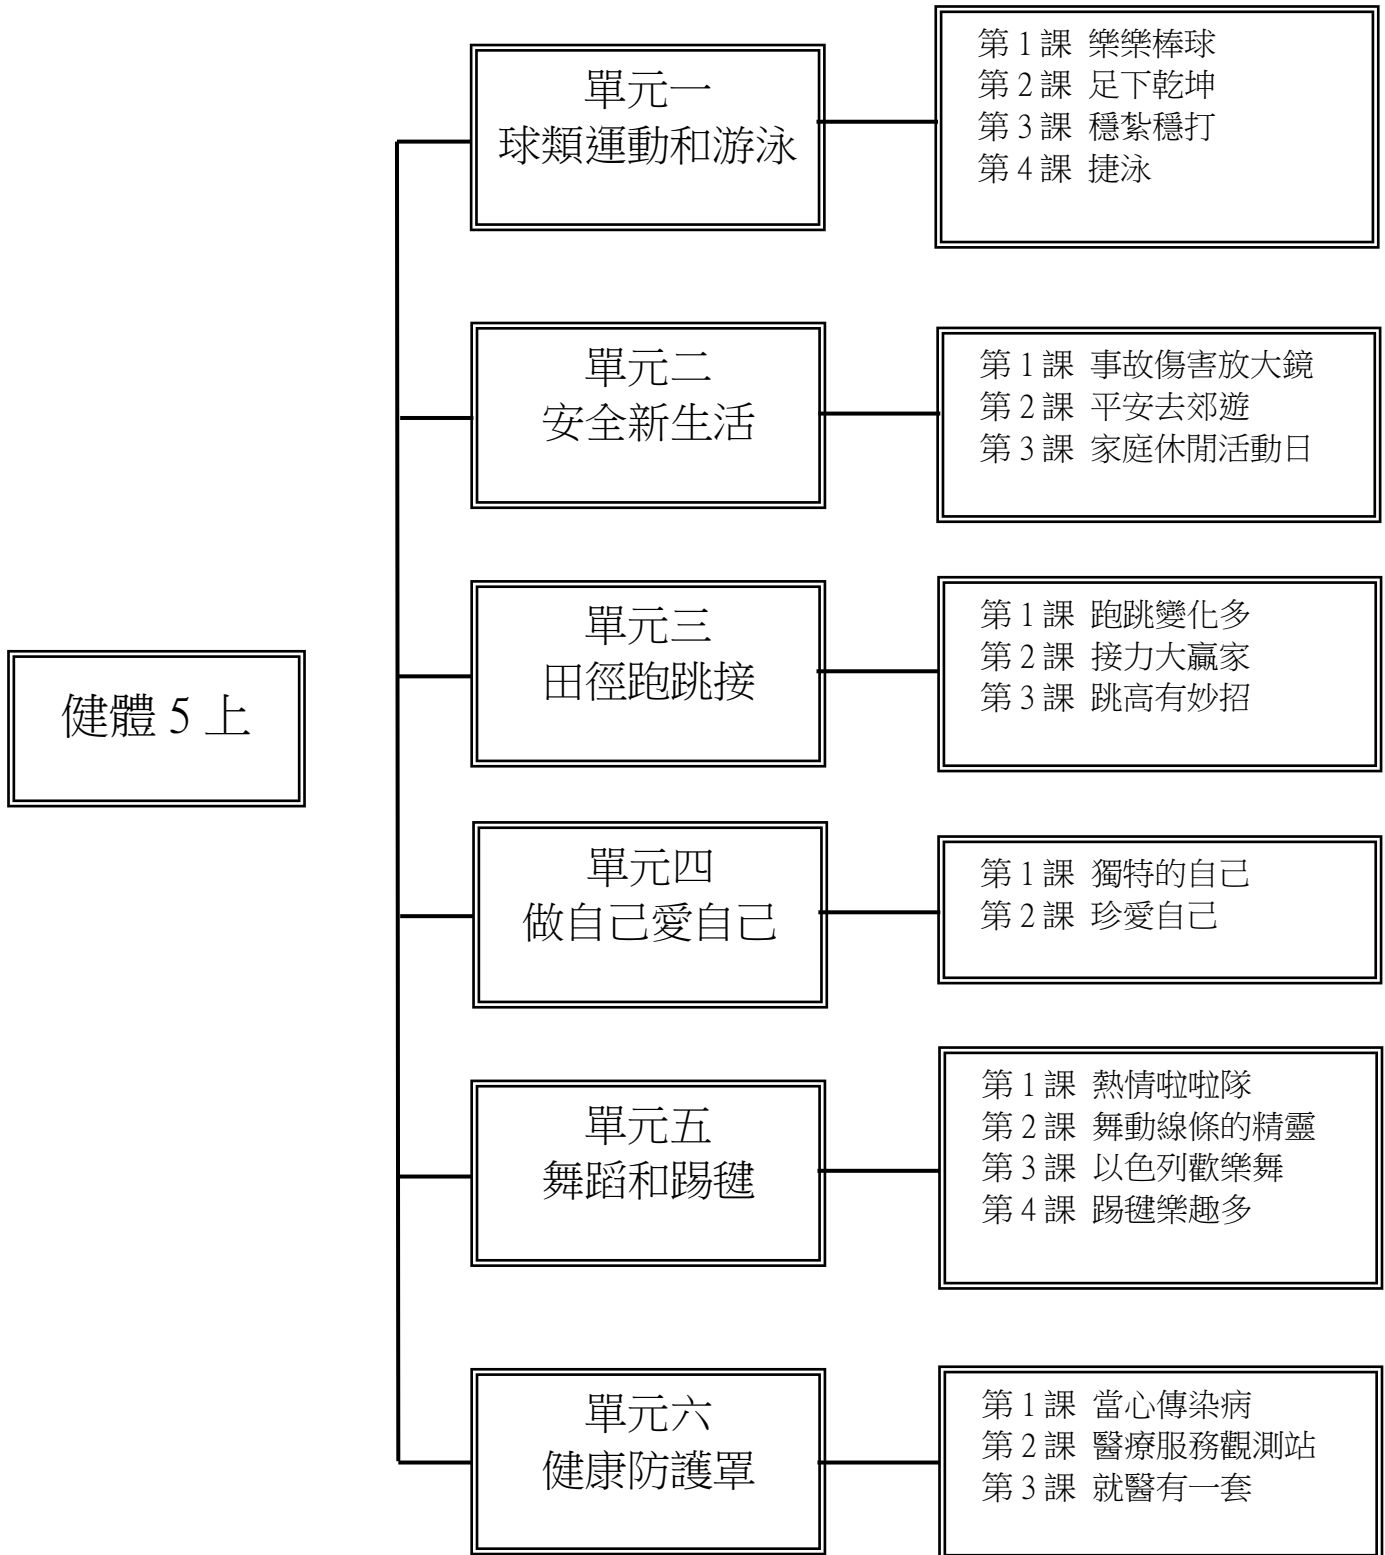 健體 5 上
單元一
球類運動和游泳
第 1 課 樂樂棒球
第 2 課 足下乾坤
第 3 課 穩紮穩打
第 4 課 捷泳
單元二
安全新生活
第 1 課 事故傷害放大鏡
第 2 課 平安去郊遊
第 3 課 家庭休閒活動日
單元三
田徑跑跳接
第 1 課 跑跳變化多
第 2 課 接力大贏家
第 3 課 跳高有妙招
單元四
做自己愛自己
第 1 課 獨特的自己
第 2 課 珍愛自己
單元五
舞蹈和踢毽
第 1 課 熱情啦啦隊
第 2 課 舞動線條的精靈
第 3 課 以色列歡樂舞
第 4 課 踢毽樂趣多
單元六
健康防護罩
第 1 課 當心傳染病
第 2 課 醫療服務觀測站
第 3 課 就醫有一套